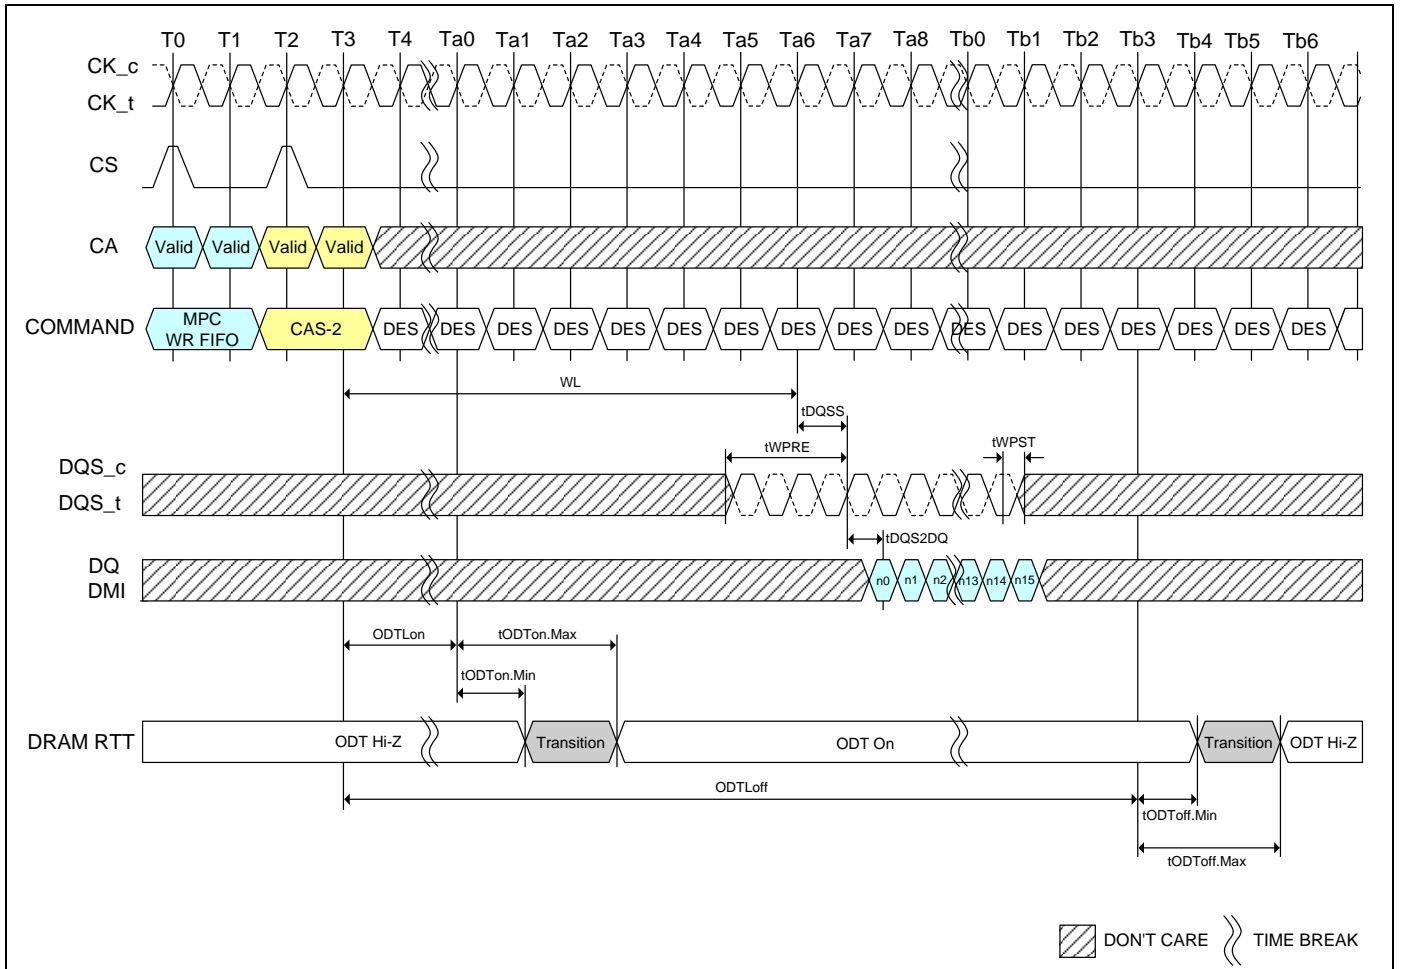 T0 T1 T2 T3 T4 Ta0 Ta1 Ta2 Ta3 Ta4 Ta5 Ta6 Ta7 Ta8 Tb0 Tb1 Tb2 Tb3 Tb4 Tb5 Tb6
CK_c
CK_t
CS
CA Valid Valid Valid Valid
COMMAND MPC WR FIFO CAS-2 DES DES DES DES DES DES DES DES DES DES DES DES DES DES DES DES DES
WL
tDQSS
tWPRE tWPST
DQS_c
DQS_t
tDQS2DQ
DQ
DMI
n0 n1 n2 n13 n14 n15
ODTLon tODTon.Max
tODTon.Min
DRAM RTT ODT Hi-Z Transition ODT On Transition ODT Hi-Z
ODTLoff
tODToff.Min
tODToff.Max
DON'T CARE TIME BREAK